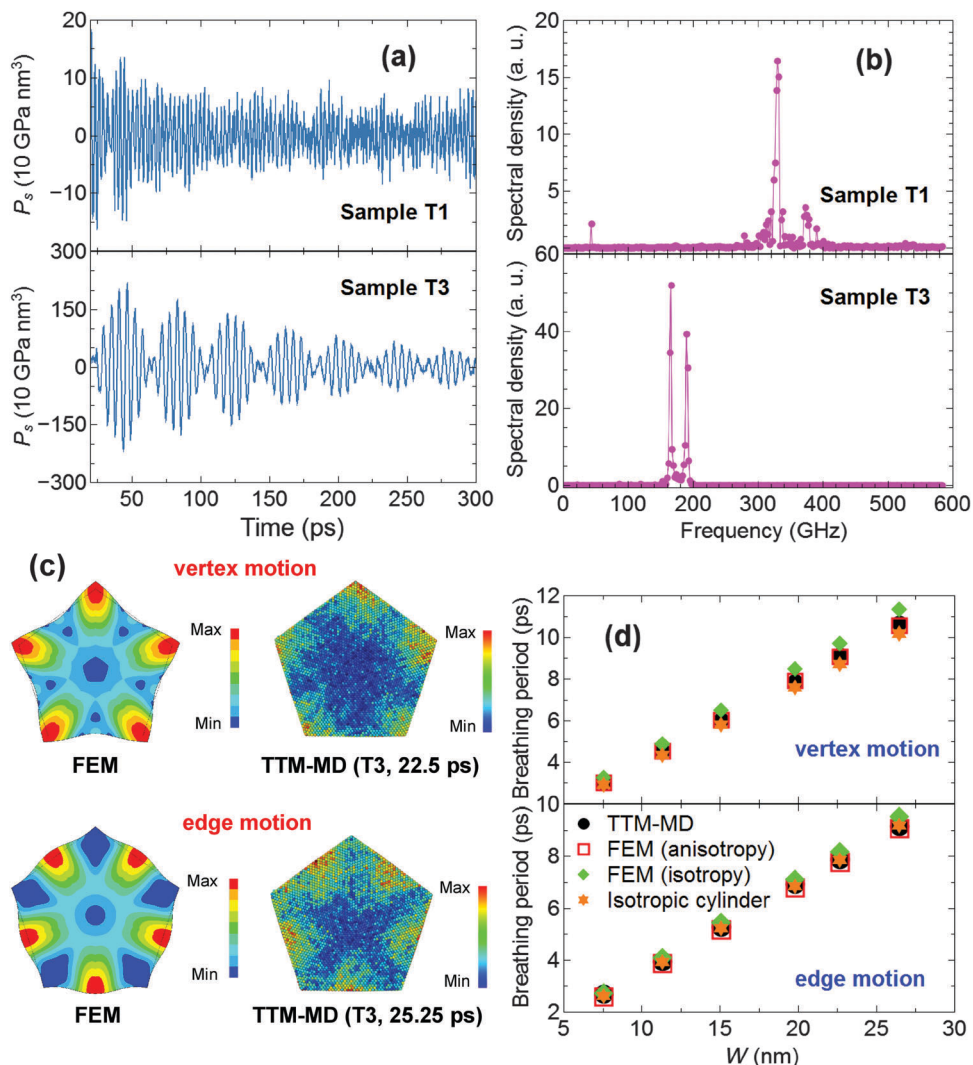 (a)
20
10
0
−10
300
Ps (10 GPa nm3)
Sample T1
300
150
0
−150
−300
Ps (10 GPa nm3)
Sample T3
50 100 150 200 250 300
Time (ps)
(b)
20
15
10
5
60
Spectral density (a. u.)
Sample T1
40
20
0
Spectral density (a. u.)
Sample T3
0 100 200 300 400 500 600
Frequency (GHz)
(c)
vertex motion
Max
Min
Max
Min
FEM
TTM-MD (T3, 22.5 ps)
edge motion
Max
Min
Max
Min
FEM
TTM-MD (T3, 25.25 ps)
(d)
12
10
8
6
4
10
Breathing period (ps)
vertex motion
8
6
4
2
Breathing period (ps)
TTM-MD
FEM (anisotropy)
FEM (isotropy)
Isotropic cylinder
edge motion
5 10 15 20 25 30
W (nm)